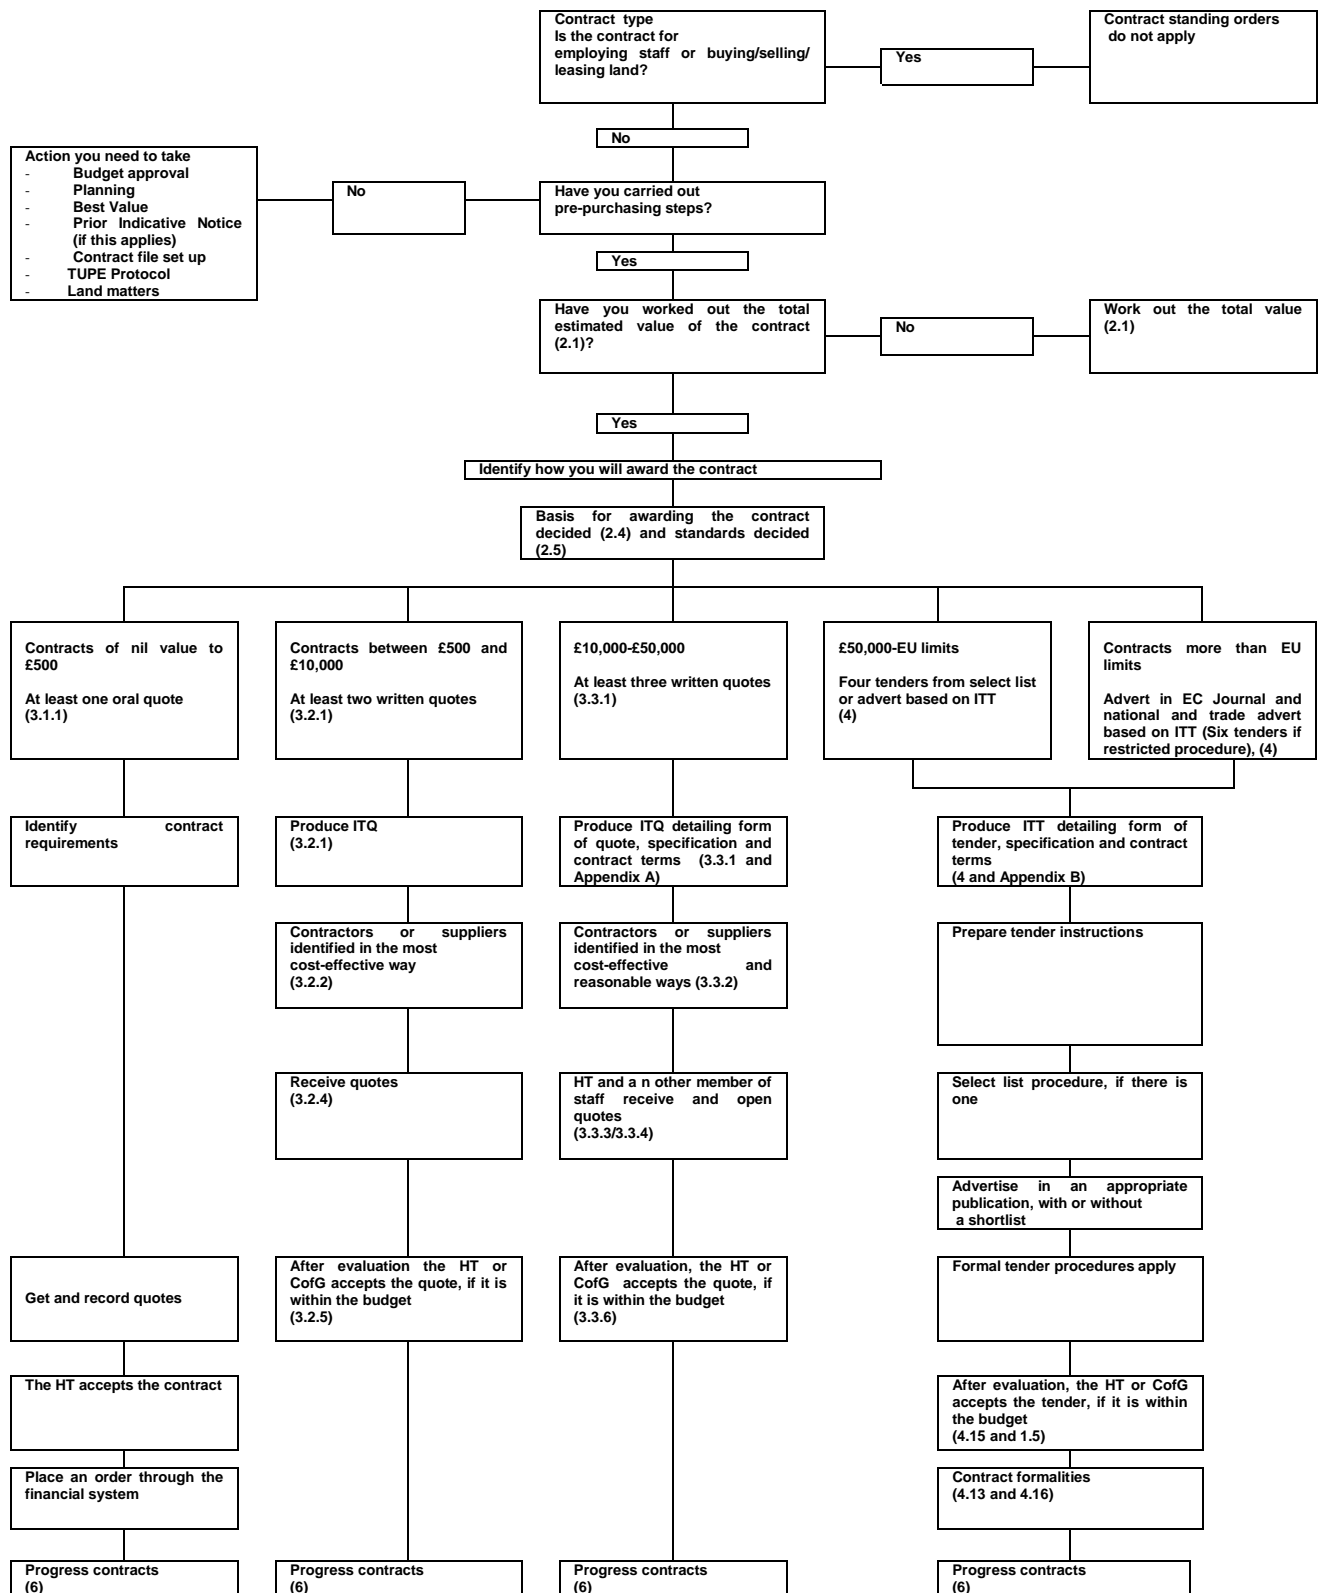 Contract type
Is the contract for
employing staff or buying/selling/
leasing land?
Yes
Contract standing orders
do not apply
No
Action you need to take
- Budget approval
- Planning
- Best Value
- Prior Indicative Notice
(if this applies)
- Contract file set up
- TUPE Protocol
- Land matters
No
Have you carried out
pre-purchasing steps?
Yes
Have you worked out the total
estimated value of the contract
(2.1)?
No
Work out the total value
(2.1)
Yes
Identify how you will award the contract
Basis for awarding the contract
decided (2.4) and standards decided
(2.5)
Contracts of nil value to
£500
At least one oral quote
(3.1.1)
Contracts between £500 and
£10,000
At least two written quotes
(3.2.1)
£10,000-£50,000
At least three written quotes
(3.3.1)
£50,000-EU limits
Four tenders from select list
or advert based on ITT
(4)
Contracts more than EU
limits
Advert in EC Journal and
national and trade advert
based on ITT (Six tenders if
restricted procedure), (4)
Identify contract
requirements
Produce ITQ
(3.2.1)
Produce ITQ detailing form
of quote, specification and
contract terms (3.3.1 and
Appendix A)
Produce ITT detailing form of
tender, specification and contract
terms
(4 and Appendix B)
Contractors or suppliers
identified in the most
cost-effective way
(3.2.2)
Contractors or suppliers
identified in the most
cost-effective and
reasonable ways (3.3.2)
Prepare tender instructions
Receive quotes
(3.2.4)
HT and a n other member of
staff receive and open
quotes
(3.3.3/3.3.4)
Select list procedure, if there is
one
Advertise in an appropriate
publication, with or without
a shortlist
Get and record quotes
After evaluation the HT or
CofG accepts the quote, if it is
within the budget
(3.2.5)
After evaluation, the HT or
CofG accepts the quote, if
it is within the budget
(3.3.6)
Formal tender procedures apply
The HT accepts the contract
After evaluation, the HT or CofG
accepts the tender, if it is within
the budget
(4.15 and 1.5)
Place an order through the
financial system
Contract formalities
(4.13 and 4.16)
Progress contracts
(6)
Progress contracts
(6)
Progress contracts
(6)
Progress contracts
(6)